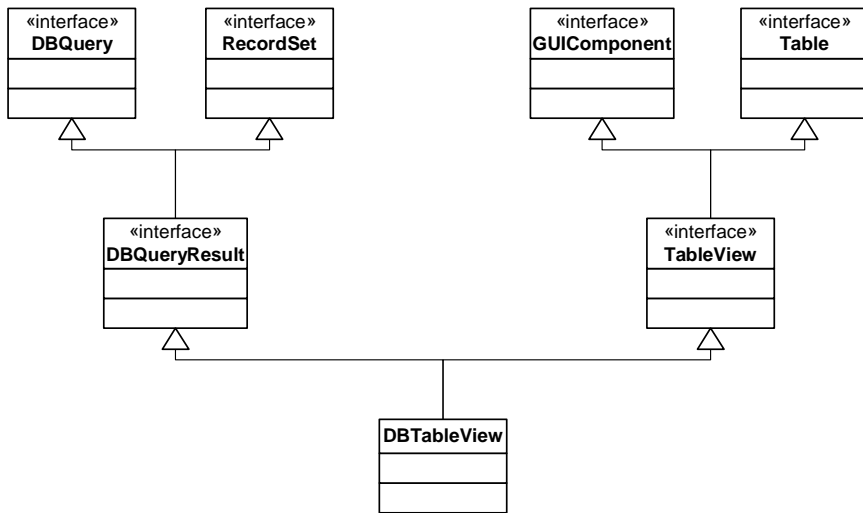 «interface»
DBQuery
«interface»
RecordSet
«interface»
GUIComponent
«interface»
Table
«interface»
DBQueryResult
«interface»
TableView
DBTableView